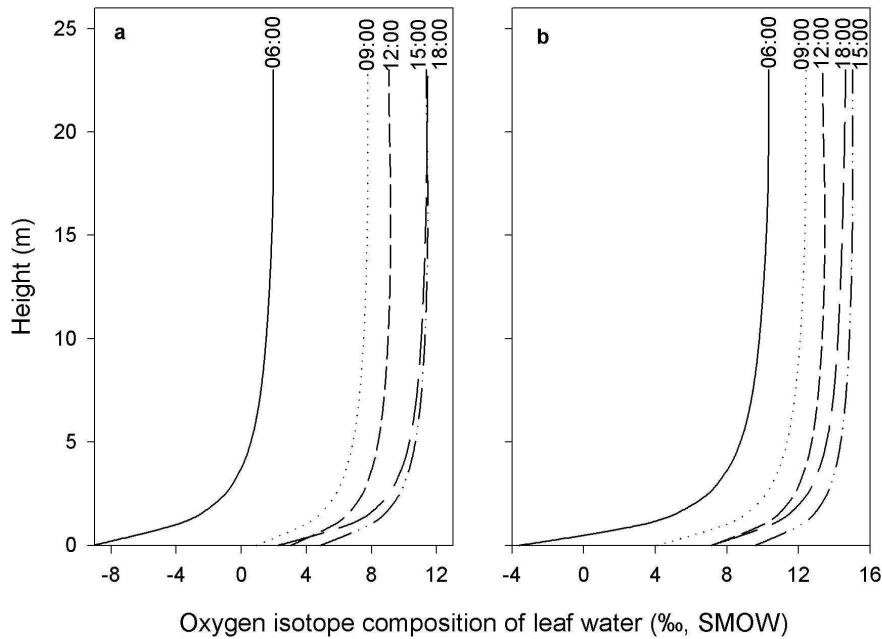 a
b
06:00
09:00
12:00
15:00
18:00
06:00
09:00
12:00
18:00
15:00
25
20
15
10
5
0
Height (m)
-8 -4 0 4 8 12
-4 0 4 8 12 16
Oxygen isotope composition of leaf water (‰, SMOW)